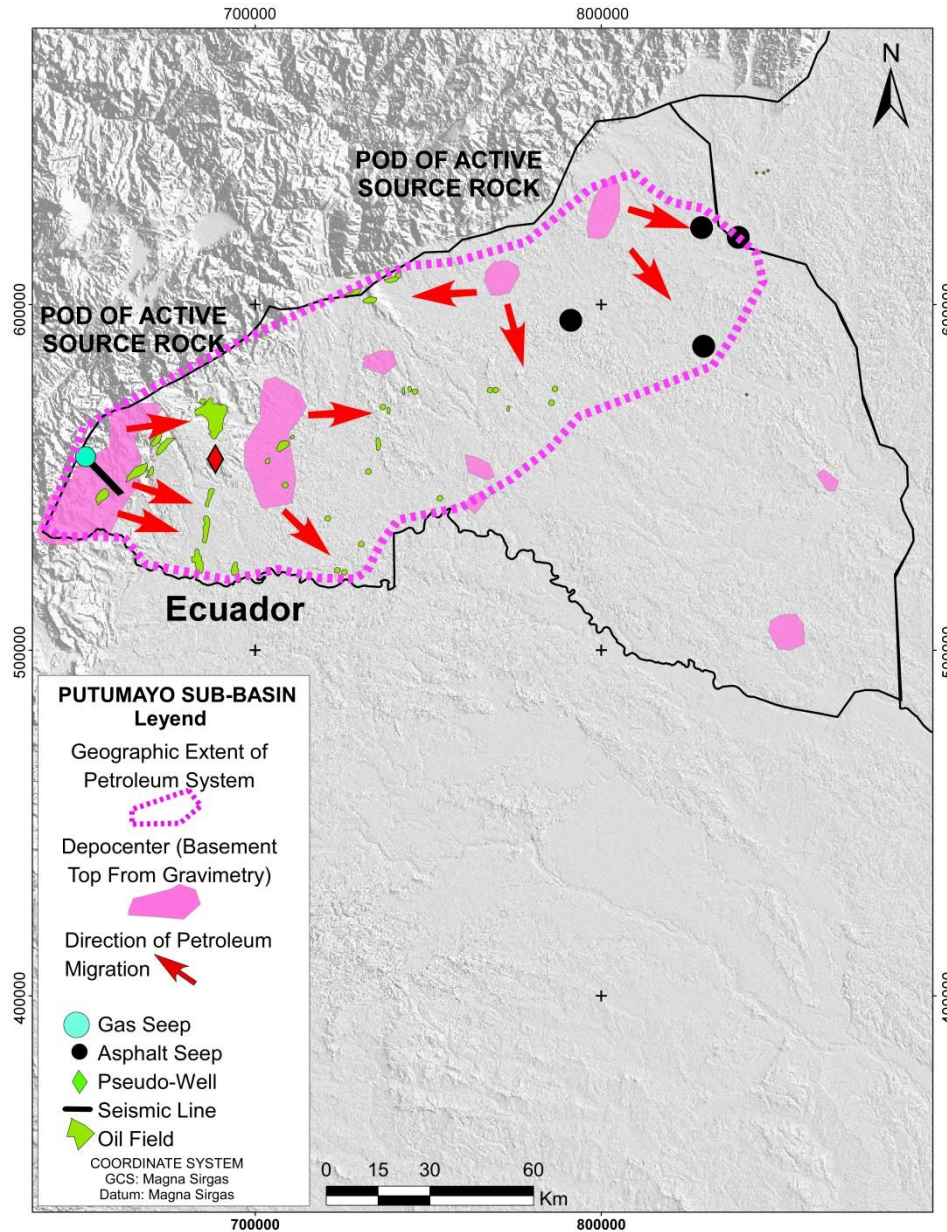 700000
800000
N
POD OF ACTIVE
SOURCE ROCK
600000
600000
POD OF ACTIVE
SOURCE ROCK
Ecuador
500000
500000
PUTUMAYO SUB-BASIN
Leyend
Geographic Extent of
Petroleum System
Depocenter (Basement
Top From Gravimetry)
Direction of Petroleum
Migration
400000
400000
Gas Seep
Asphalt Seep
Pseudo-Well
Seismic Line
Oil Field
COORDINATE SYSTEM
GCS: Magna Sirgas
Datum: Magna Sirgas
0 15 30 60
Km
700000
800000